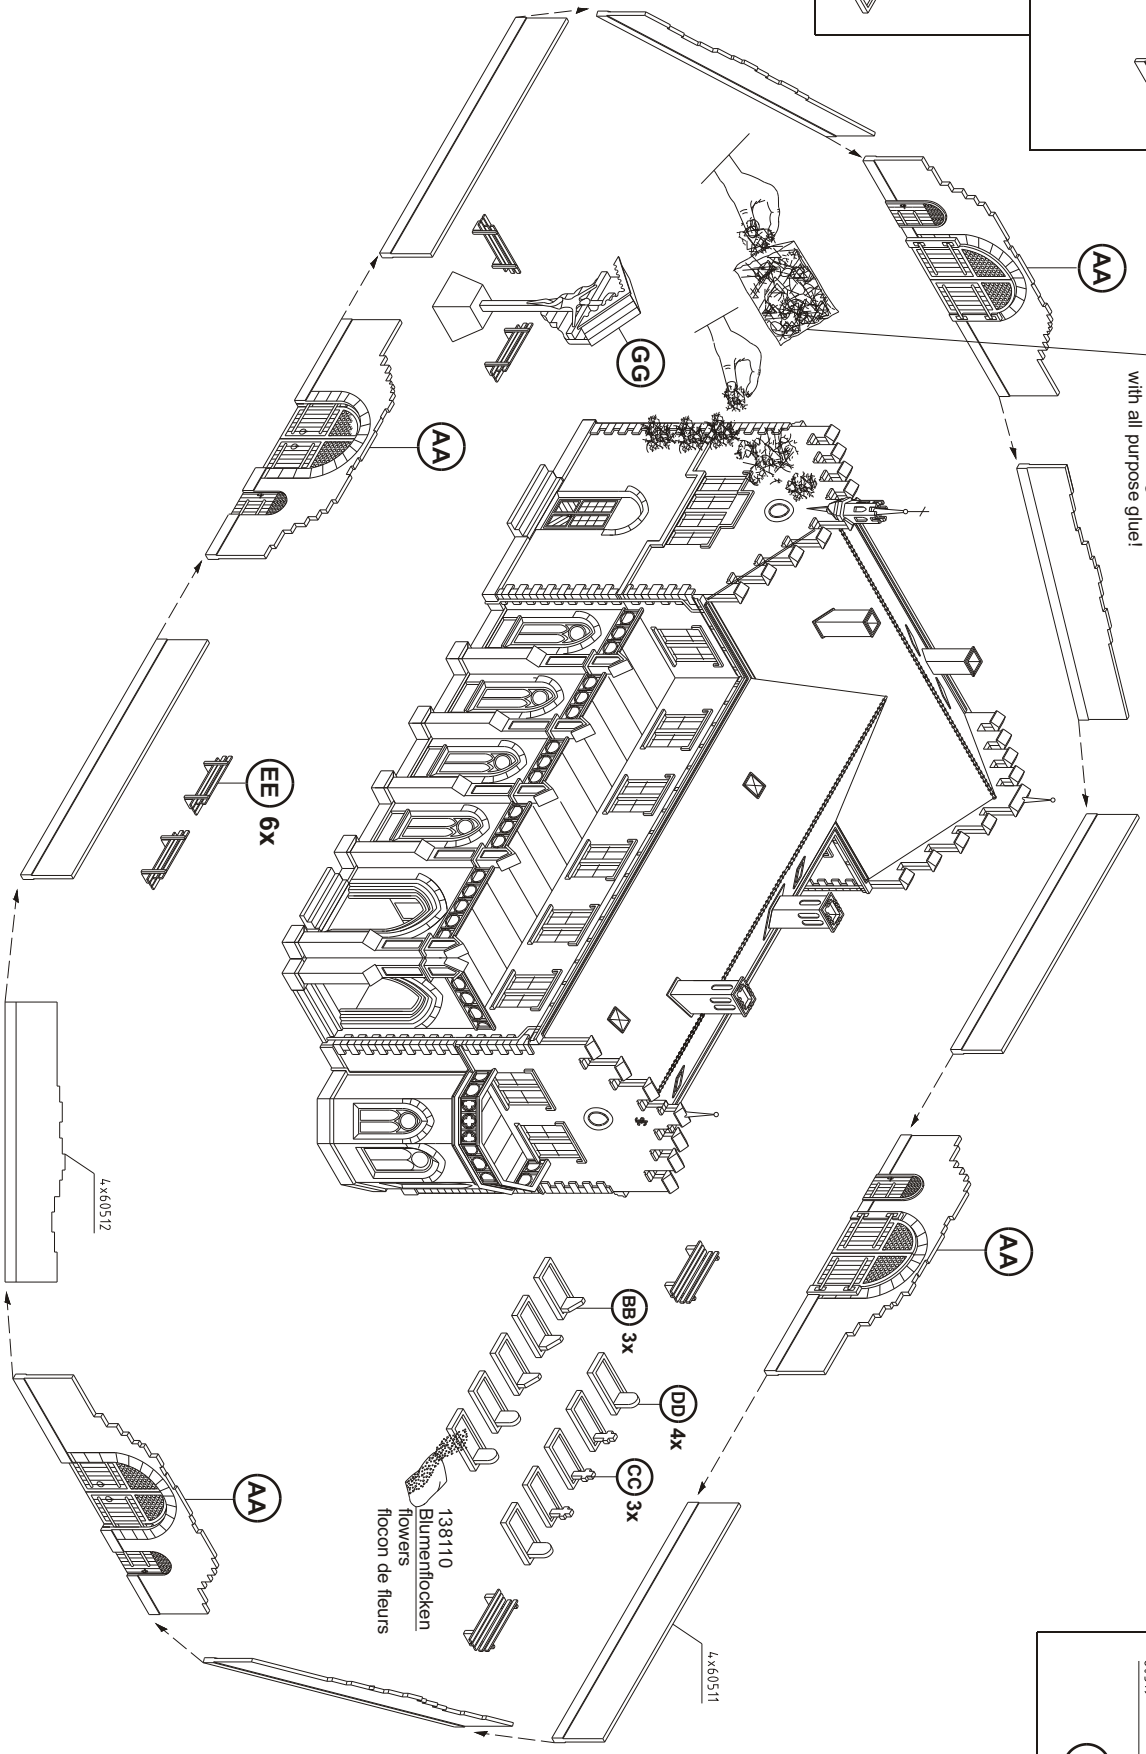 AA
with all purpose glue!
GG
AA
EE 6x
AA
BB 3x
DD 4x
CC 3x
138110
Blumenflocken
flowers
flocon de fleurs
4x60512
AA
4x60511